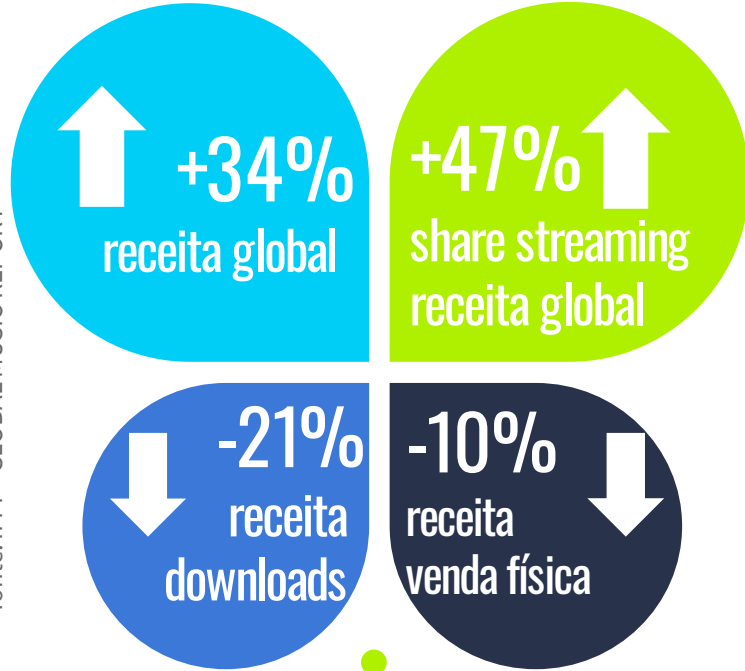 +34%
receita global
+47%
share streaming
receita global
-21%
receita
downloads
-10%
receita
venda física